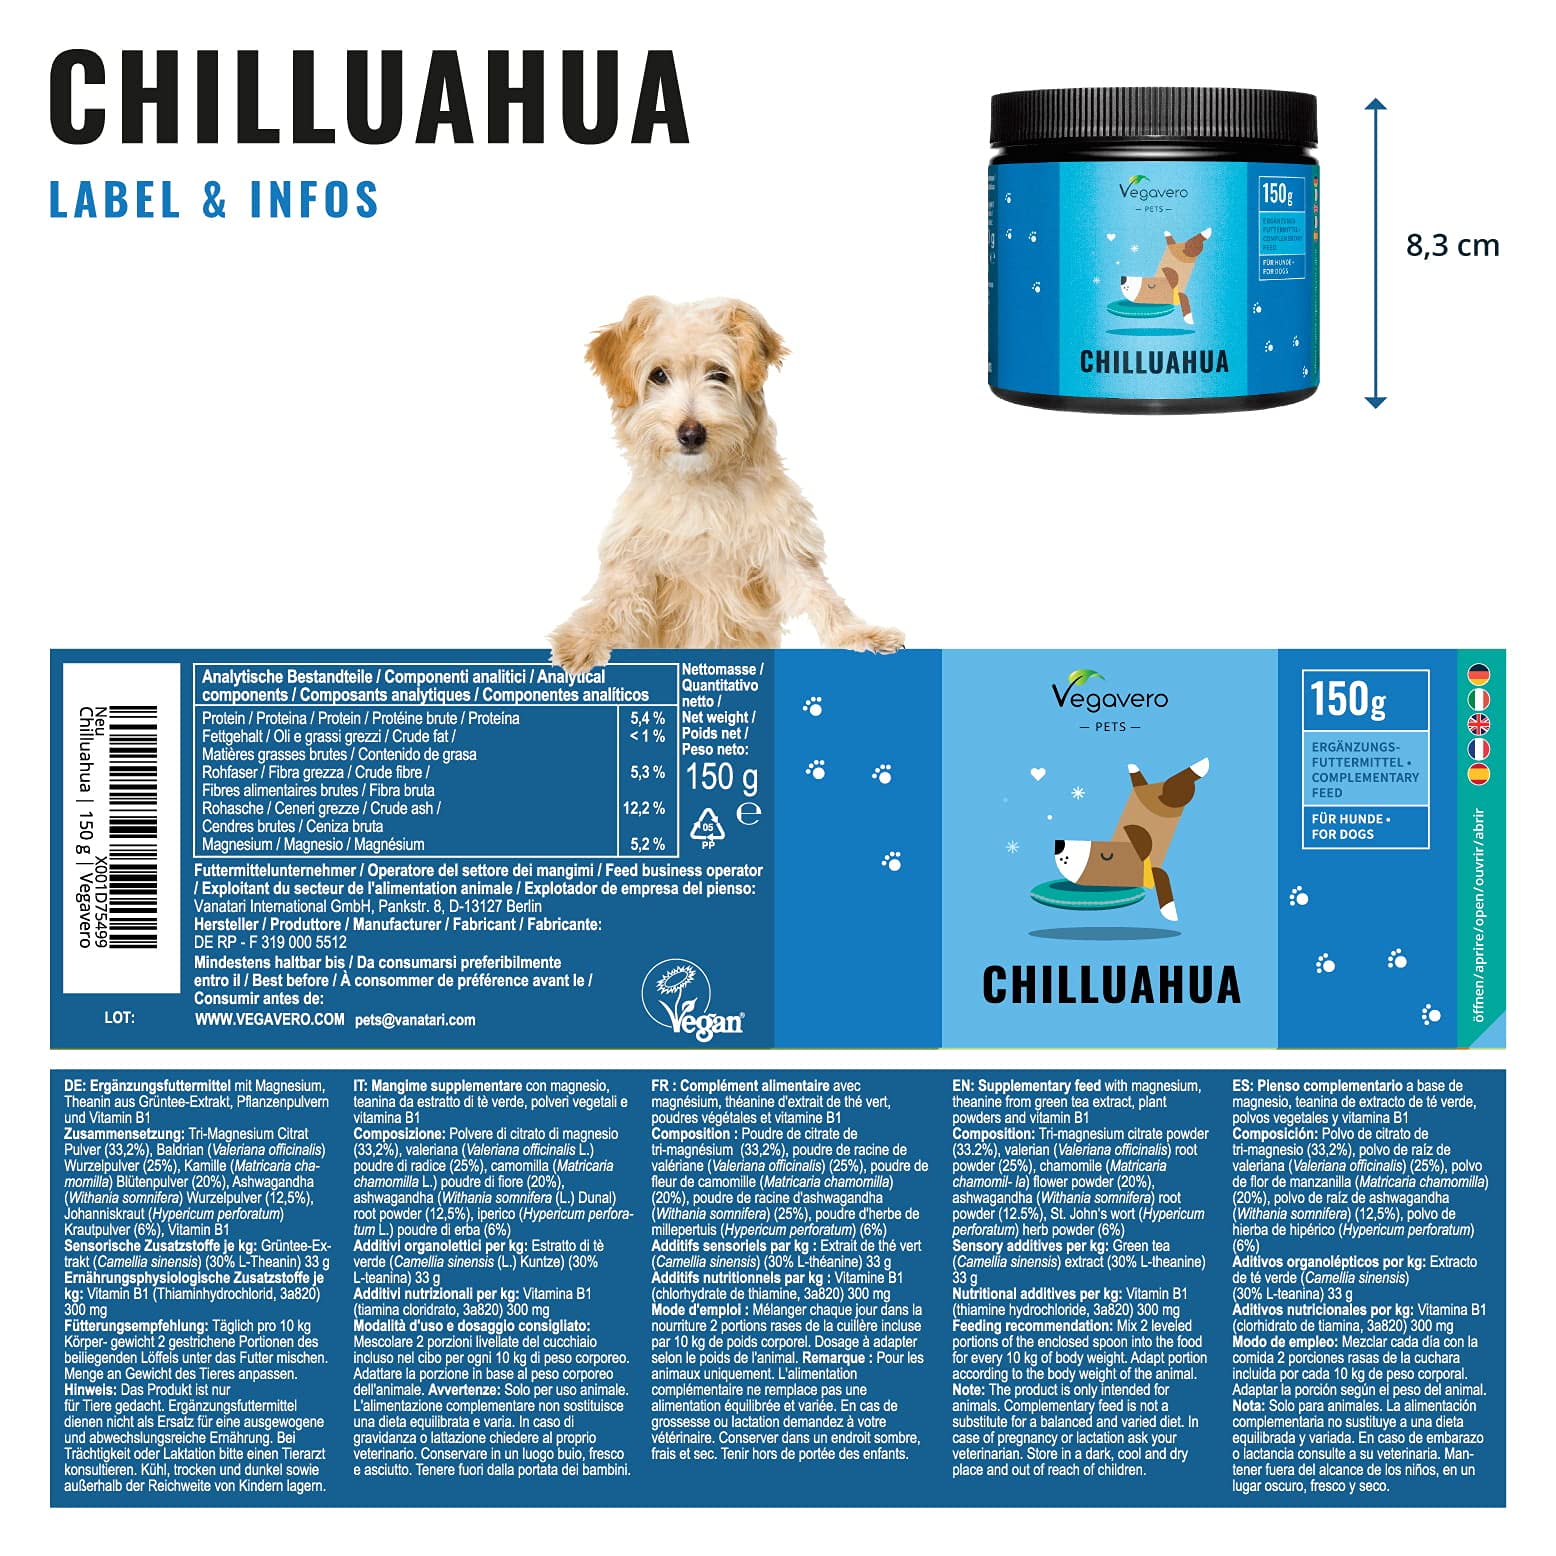 CHILLUAHUA
LABEL & INFOS
Vegavero
— PETS —
150g
ERGÄNZUNGS-
FUTTERMITTEL •
COMPLEMENTARY
FEED
FÜR HUNDE •
FOR DOGS
CHILLUAHUA
8,3 cm
Neu
Chilluahua | 150 g | Vegavero
X001D75499
LOT:
Analytische Bestandteile / Componenti analitici / Analytical
components / Composants analytiques / Componentes analíticos
Protein / Proteina / Protein / Protéine brute / Proteína 5,4 %
Fettgehalt / Oli e grassi grezzi / Crude fat / < 1 %
Matières grasses brutes / Contenido de grasa
Rohfaser / Fibra grezza / Crude fibre / 5,3 %
Fibres alimentaires brutes / Fibra bruta
Rohasche / Ceneri grezze / Crude ash / 12,2 %
Cendres brutes / Ceniza bruta
Magnesium / Magnesio / Magnésium 5,2 %
Nettomasse /
Quantitativo
netto /
Net weight /
Poids net /
Peso neto:
150 g
05
PP
e
Futtermittelunternehmer / Operatore del settore dei mangimi / Feed business operator
/ Exploitant du secteur de l'alimentation animale / Explotador de empresa del pienso:
Vanatari International GmbH, Pankstr. 8, D-13127 Berlin
Hersteller / Produttore / Manufacturer / Fabricant / Fabricante:
DE RP - F 319 000 5512
Mindestens haltbar bis / Da consumarsi preferibilmente
entro il / Best before / À consommer de préférence avant le /
Consumir antes de:
WWW.VEGAVERO.COM pets@vanatari.com
Vegan
Vegavero
— PETS —
CHILLUAHUA
150g
ERGÄNZUNGS-
FUTTERMITTEL •
COMPLEMENTARY
FEED
FÜR HUNDE •
FOR DOGS
öffnen/aprire/open/ouvrir/abrir
DE: Ergänzungsfuttermittel mit Magnesium,
Theanin aus Grüntee-Extrakt, Pflanzenpulvern
und Vitamin B1
Zusammensetzung: Tri-Magnesium Citrat
Pulver (33,2%), Baldrian (Valeriana officinalis)
Wurzelpulver (25%), Kamille (Matricaria cha-
momilla) Blütenpulver (20%), Ashwagandha
(Withania somnifera) Wurzelpulver (12,5%),
Johanniskraut (Hypericum perforatum)
Krautpulver (6%), Vitamin B1
Sensorische Zusatzstoffe je kg: Grüntee-Ex-
trakt (Camellia sinensis) (30% L-Theanin) 33 g
Ernährungsphysiologische Zusatzstoffe je
kg: Vitamin B1 (Thiaminhydrochlorid, 3a820)
300 mg
Fütterungsempfehlung: Täglich pro 10 kg
Körper- gewicht 2 gestrichene Portionen des
beiliegenden Löffels unter das Futter mischen.
Menge an Gewicht des Tieres anpassen.
Hinweis: Das Produkt ist nur
für Tiere gedacht. Ergänzungsfuttermittel
dienen nicht als Ersatz für eine ausgewogene
und abwechslungsreiche Ernährung. Bei
Trächtigkeit oder Laktation bitte einen Tierarzt
konsultieren. Kühl, trocken und dunkel sowie
außerhalb der Reichweite von Kindern lagern.
IT: Mangime supplementare con magnesio,
teanina da estratto di tè verde, polveri vegetali e
vitamina B1
Composizione: Polvere di citrato di magnesio
(33,2%), valeriana (Valeriana officinalis L.)
poudre di radice (25%), camomilla (Matricaria
chamomilla L.) poudre di fiore (20%),
ashwagandha (Withania somnifera (L.) Dunal)
root powder (12,5%), iperico (Hypericum perfora-
tum L.) poudre di erba (6%)
Additivi organolettici per kg: Estratto di tè
verde (Camellia sinensis (L.) Kuntze) (30%
L-teanina) 33 g
Additivi nutrizionali per kg: Vitamina B1
(tiamina cloridrato, 3a820) 300 mg
Modalità d'uso e dosaggio consigliato:
Mescolare 2 porzioni livellate del cucchiaio
incluso nel cibo per ogni 10 kg di peso corporeo.
Adattare la porzione in base al peso corporeo
dell'animale. Avvertenze: Solo per uso animale.
L'alimentazione complementare non sostituisce
una dieta equilibrata e varia. In caso di
gravidanza o lattazione chiedere al proprio
veterinario. Conservare in un luogo buio, fresco
e asciutto. Tenere fuori dalla portata dei bambini.
FR : Complément alimentaire avec
magnésium, théanine d'extrait de thé vert,
poudres végétales et vitamine B1
Composition : Poudre de citrate de
tri-magnésium (33,2%), poudre de racine de
valériane (Valeriana officinalis) (25%), poudre de
fleur de camomille (Matricaria chamomilla)
(20%), poudre de racine d'ashwagandha
(Withania somnifera) (25%), poudre d'herbe de
millepertuis (Hypericum perforatum) (6%)
Additifs sensoriels par kg : Extrait de thé vert
(Camellia sinensis) (30% L-théanine) 33 g
Additifs nutritionnels par kg : Vitamine B1
(chlorhydrate de thiamine, 3a820) 300 mg
Mode d'emploi : Mélanger chaque jour dans la
nourriture 2 portions rases de la cuillère incluse
par 10 kg de poids corporel. Dosage à adapter
selon le poids de l'animal. Remarque : Pour les
animaux uniquement. L'alimentation
complémentaire ne remplace pas une
alimentation équilibrée et variée. En cas de
grossesse ou lactation demandez à votre
vétérinaire. Conserver dans un endroit sombre,
frais et sec. Tenir hors de portée des enfants.
EN: Supplementary feed with magnesium,
theanine from green tea extract, plant
powders and vitamin B1
Composition: Tri-magnesium citrate powder
(33.2%), valerian (Valeriana officinalis) root
powder (25%), chamomile (Matricaria
chamomil- la) flower powder (20%),
ashwagandha (Withania somnifera) root
powder (12.5%), St. John's wort (Hypericum
perforatum) herb powder (6%)
Sensory additives per kg: Green tea
(Camellia sinensis) extract (30% L-theanine)
33 g
Nutritional additives per kg: Vitamin B1
(thiamine hydrochloride, 3a820) 300 mg
Feeding recommendation: Mix 2 leveled
portions of the enclosed spoon into the food
for every 10 kg of body weight. Adapt portion
according to the body weight of the animal.
Note: The product is only intended for
animals. Complementary feed is not a
substitute for a balanced and varied diet. In
case of pregnancy or lactation ask your
veterinarian. Store in a dark, cool and dry
place and out of reach of children.
ES: Pienso complementario a base de
magnesio, teanina de extracto de té verde,
polvos vegetales y vitamina B1
Composición: Polvo de citrato de
tri-magnesio (33,2%), polvo de raíz de
valeriana (Valeriana officinalis) (25%), polvo
de flor de manzanilla (Matricaria chamomilla)
(20%), polvo de raíz de ashwagandha
(Withania somnifera) (12,5%), polvo de
hierba de hipérico (Hypericum perforatum)
(6%)
Aditivos organolépticos por kg: Extracto
de té verde (Camellia sinensis)
(30% L-teanina) 33 g
Aditivos nutricionales por kg: Vitamina B1
(clorhidrato de tiamina, 3a820) 300 mg
Modo de empleo: Mezclar cada día con la
comida 2 porciones rasas de la cuchara
incluida por cada 10 kg de peso corporal.
Adaptar la porción según el peso del animal.
Nota: Solo para animales. La alimentación
complementaria no sustituye a una dieta
equilibrada y variada. En caso de embarazo
o lactancia consulte a su veterinaria. Man-
tener fuera del alcance de los niños, en un
lugar oscuro, fresco y seco.